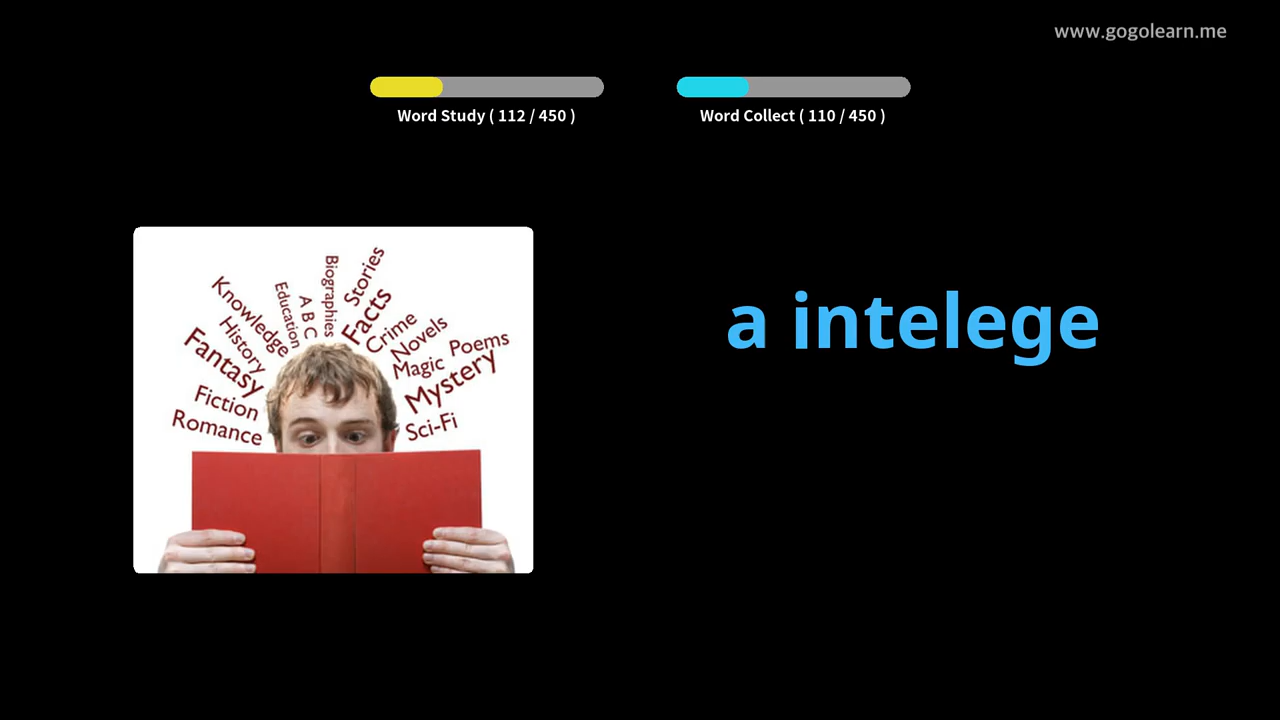 www.gogolearn.me
Word Study ( 112 / 450 )
Word Collect ( 110 / 450 )
a intelege
Biographies
Stories
Knowledge
Education
A B C
Facts
Crime
History
Novels
Fantasy
Magic
Poems
Mystery
Fiction
Romance
Sci-Fi